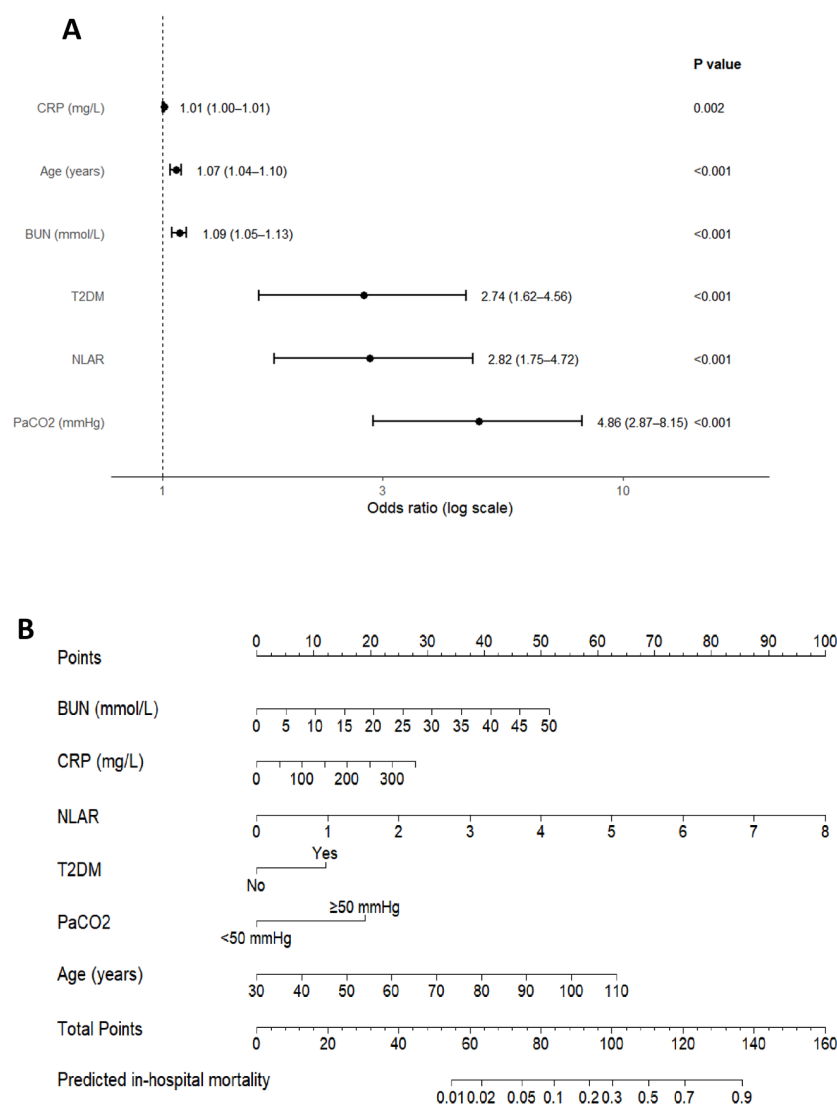 A
P value
CRP (mg/L) 1.01 (1.00–1.01) 0.002
Age (years) 1.07 (1.04–1.10) <0.001
BUN (mmol/L) 1.09 (1.05–1.13) <0.001
T2DM 2.74 (1.62–4.56) <0.001
NLAR 2.82 (1.75–4.72) <0.001
PaCO2 (mmHg) 4.86 (2.87–8.15) <0.001
1 3 10
Odds ratio (log scale)
B
0 10 20 30 40 50 60 70 80 90 100
Points
BUN (mmol/L)
0 5 10 15 20 25 30 35 40 45 50
CRP (mg/L)
0 100 200 300
NLAR
0 1 2 3 4 5 6 7 8
Yes
T2DM
No
≥50 mmHg
PaCO2
<50 mmHg
Age (years)
30 40 50 60 70 80 90 100 110
Total Points
0 20 40 60 80 100 120 140 160
Predicted in-hospital mortality
0.01 0.02 0.05 0.1 0.2 0.3 0.5 0.7 0.9